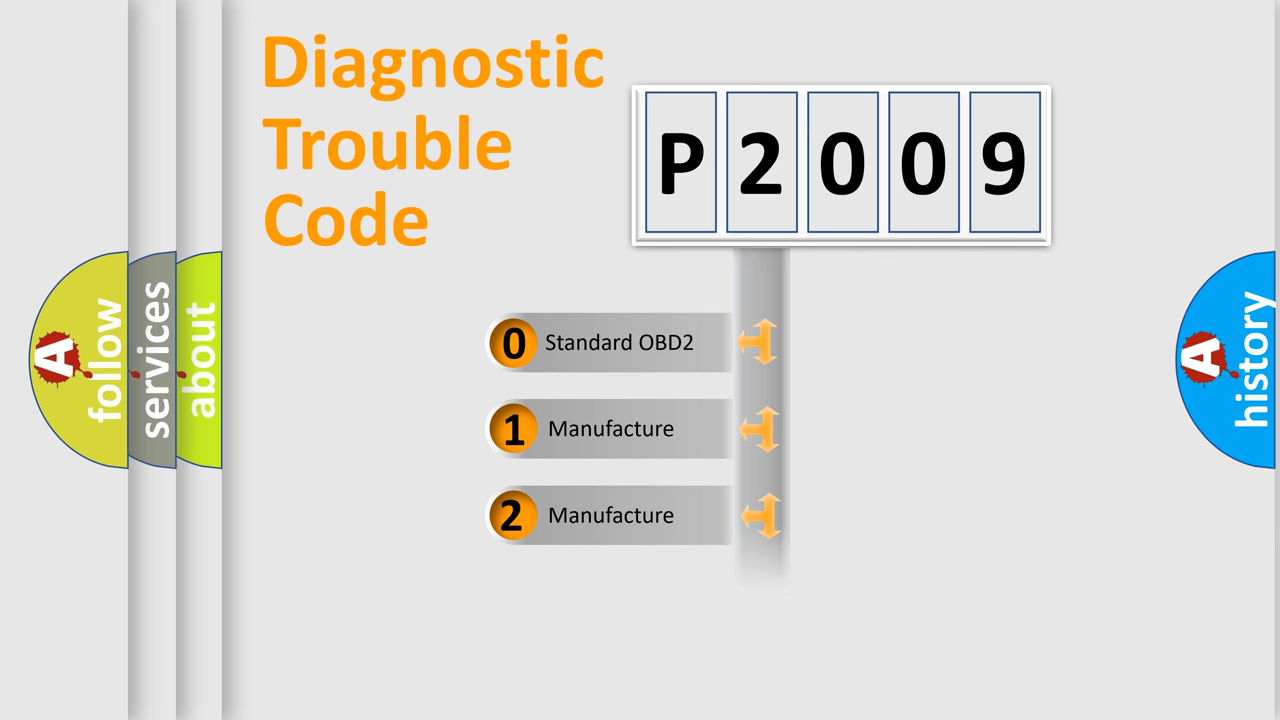 Diagnostic
Trouble
Code
P2009
0 Standard OBD2
1 Manufacture
2 Manufacture
A follow
services
about
A history